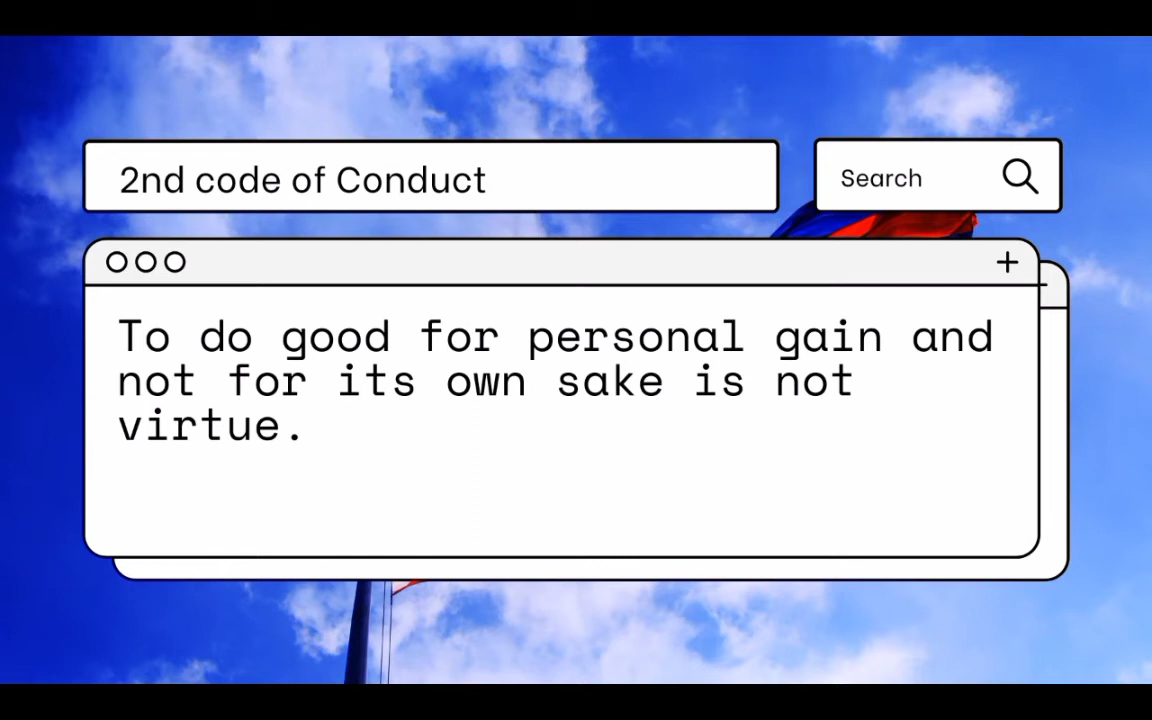 2nd code of Conduct
Search
To do good for personal gain and
not for its own sake is not
virtue.